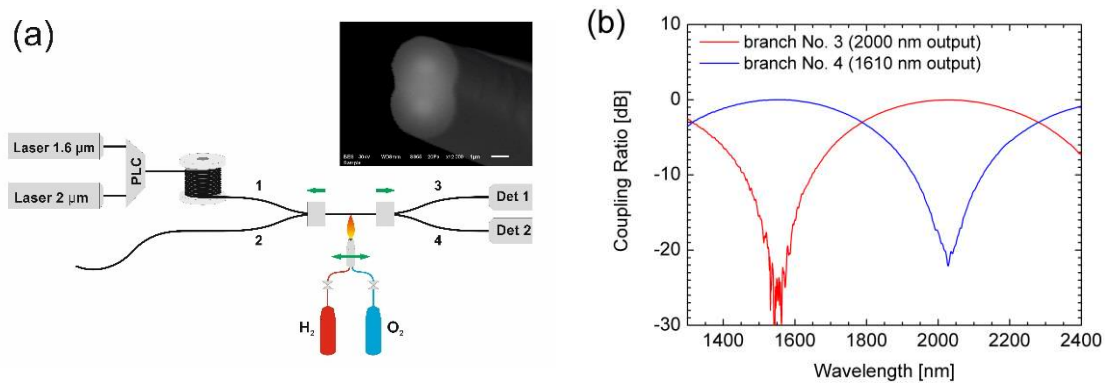 (a)
Laser 1.6 µm
Laser 2 µm
PLC
1
2
3
4
Det 1
Det 2
H2
O2
(b)
branch No. 3 (2000 nm output)
branch No. 4 (1610 nm output)
Coupling Ratio [dB]
20
10
0
-10
-20
-30
1400 1600 1800 2000 2200 2400
Wavelength [nm]